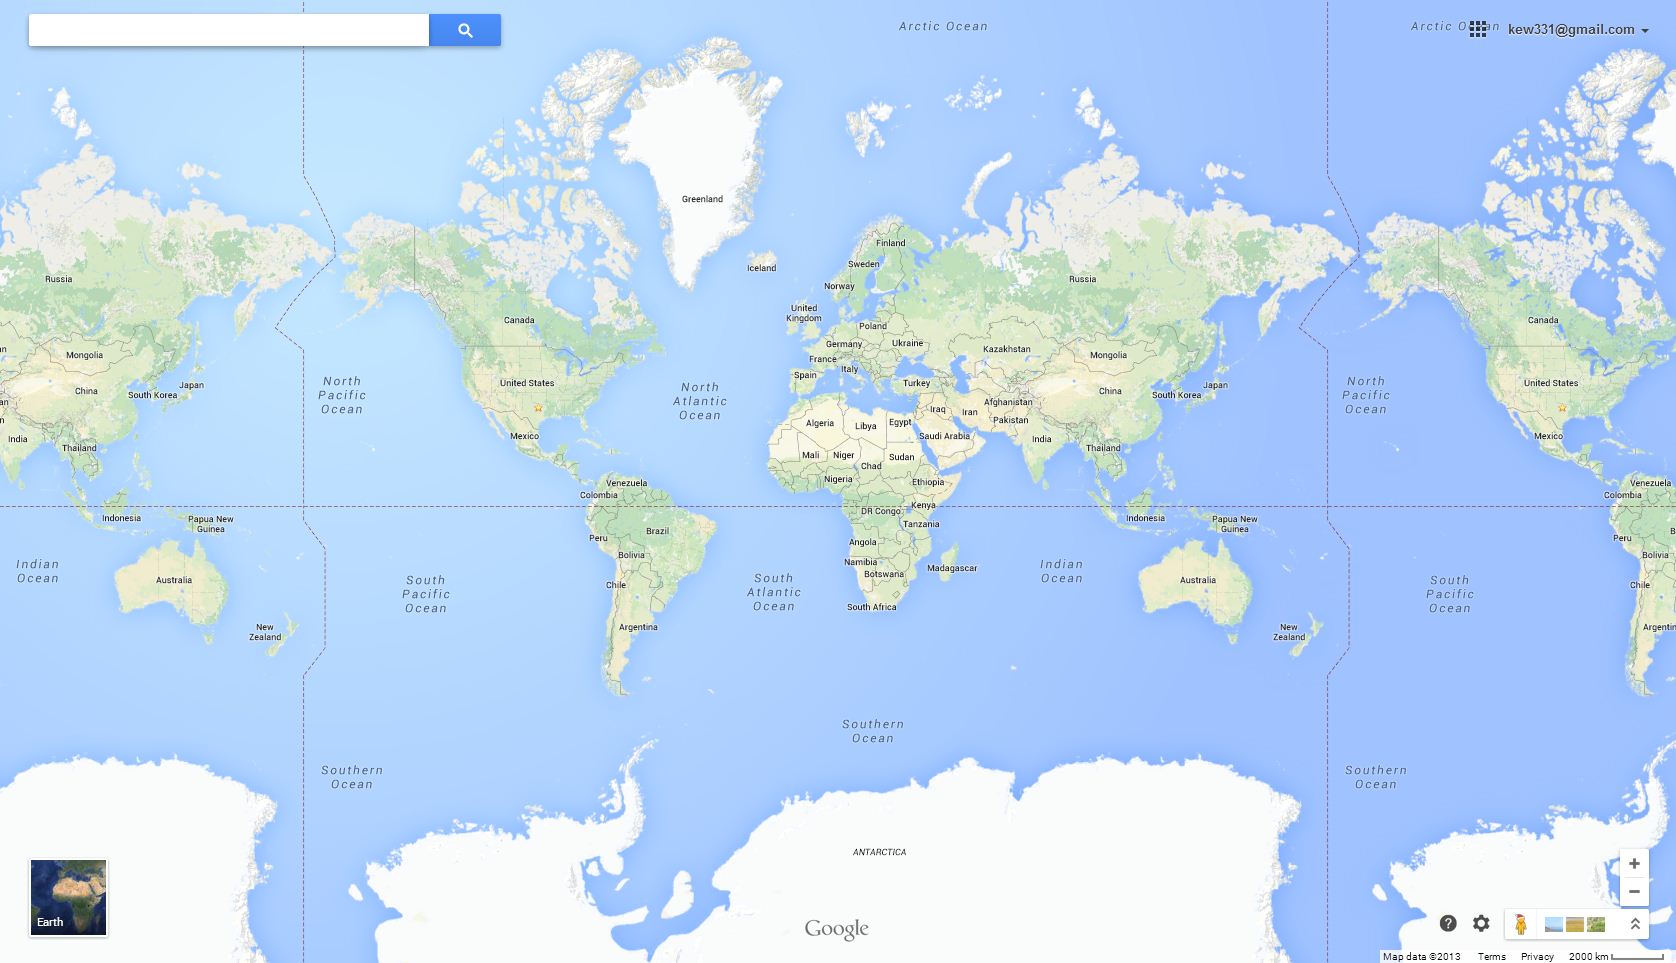 Arctic Ocean
Arctic Ocean
kew331@gmail.com
Greenland
Finland
Iceland
Sweden
Russia
Russia
Norway
United
Kingdom
Canada
Canada
Poland
Germany
Ukraine
Kazakhstan
Mongolia
Mongolia
France
Italy
Spain
Turkey
China
China
Japan
Japan
South Korea
South Korea
North
Pacific
Ocean
United States
United States
North
Atlantic
Ocean
North
Pacific
Ocean
Afghanistan
Iraq
Iran
Pakistan
Algeria
Libya
Egypt
Saudi Arabia
India
India
Mexico
Mexico
Thailand
Thailand
Mali
Niger
Chad
Sudan
Nigeria
Ethiopia
Venezuela
Venezuela
Colombia
Colombia
Kenya
DR Congo
Tanzania
Indonesia
Indonesia
Papua New
Guinea
Papua New
Guinea
Brazil
B
Peru
Peru
Angola
Bolivia
Bolivia
Namibia
Botswana
Madagascar
Indian
Ocean
Indian
Ocean
Australia
Australia
South
Pacific
Ocean
Chile
Chile
South
Atlantic
Ocean
South Africa
South
Pacific
Ocean
New
Zealand
New
Zealand
Argentina
Argentin
Southern
Ocean
Southern
Ocean
Southern
Ocean
ANTARCTICA
Earth
Google
Map data ©2013 Terms Privacy 2000 km